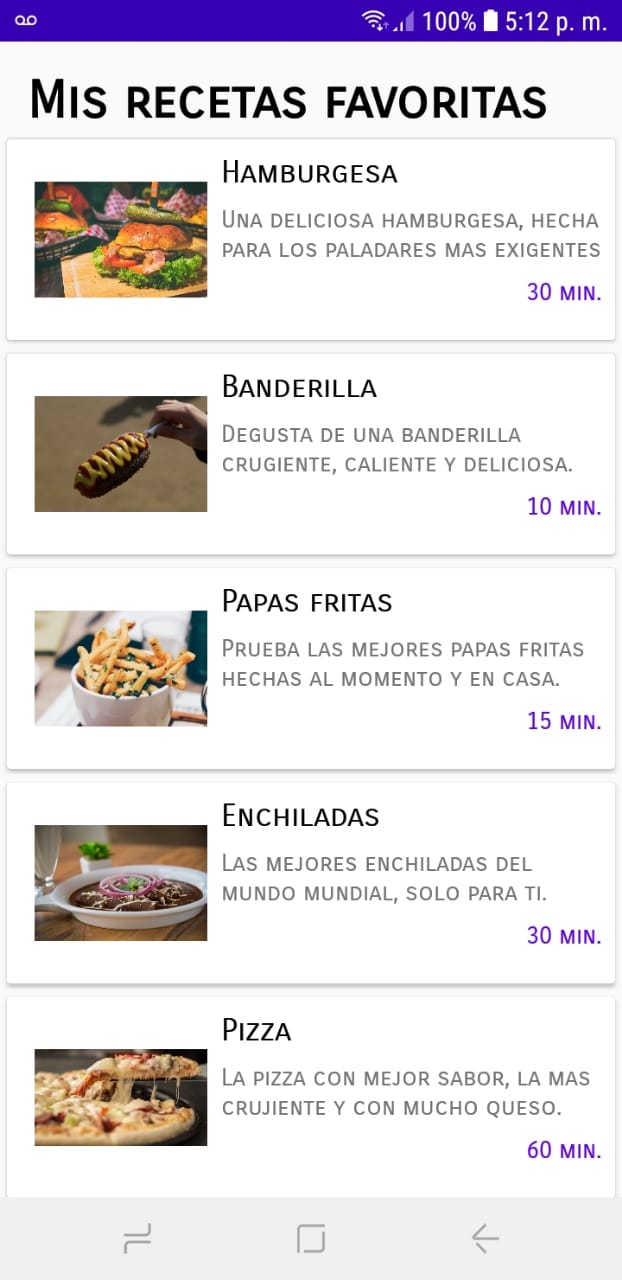 100% 5:12 p. m.
Mis recetas favoritas
Hamburgesa
Una deliciosa hamburgesa, hecha
para los paladares mas exigentes
30 min.
Banderilla
Degusta de una banderilla
crugiente, caliente y deliciosa.
10 min.
Papas fritas
Prueba las mejores papas fritas
hechas al momento y en casa.
15 min.
Enchiladas
Las mejores enchiladas del
mundo mundial, solo para ti.
30 min.
Pizza
La pizza con mejor sabor, la mas
crujiente y con mucho queso.
60 min.